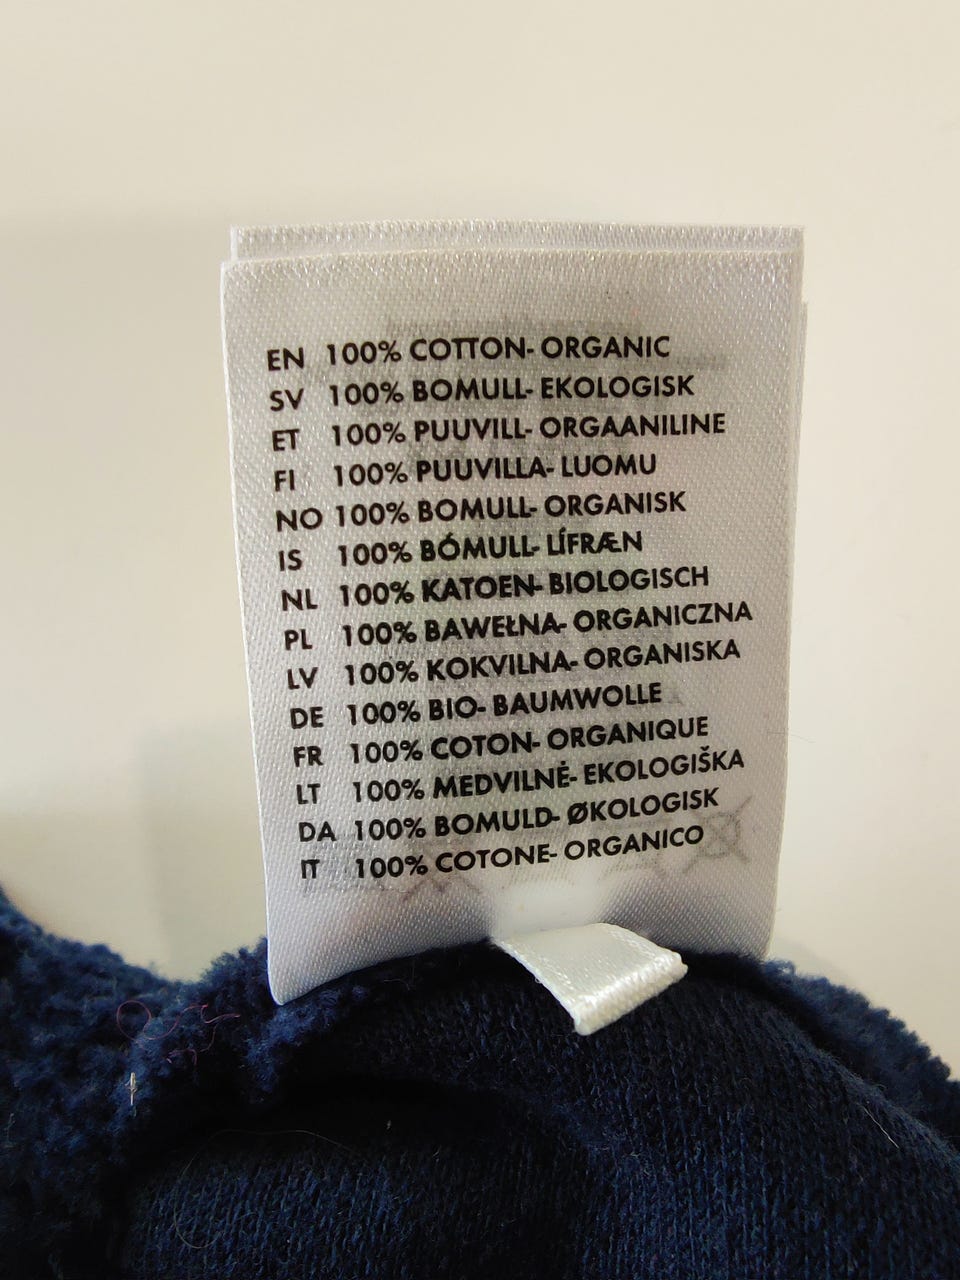 EN 100% COTTON- ORGANIC
SV 100% BOMULL- EKOLOGISK
ET 100% PUUVILL- ORGAANILINE
FI 100% PUUVILLA- LUOMU
NO 100% BOMULL- ORGANISK
IS 100% BÓMULL- LÍFRÆN
NL 100% KATOEN- BIOLOGISCH
PL 100% BAWEŁNA- ORGANICZNA
LV 100% KOKVILNA- ORGANISKA
DE 100% BIO- BAUMWOLLE
FR 100% COTON- ORGANIQUE
LT 100% MEDVILNĖ- EKOLOGIŠKA
DA 100% BOMULD- ØKOLOGISK
IT 100% COTONE- ORGANICO